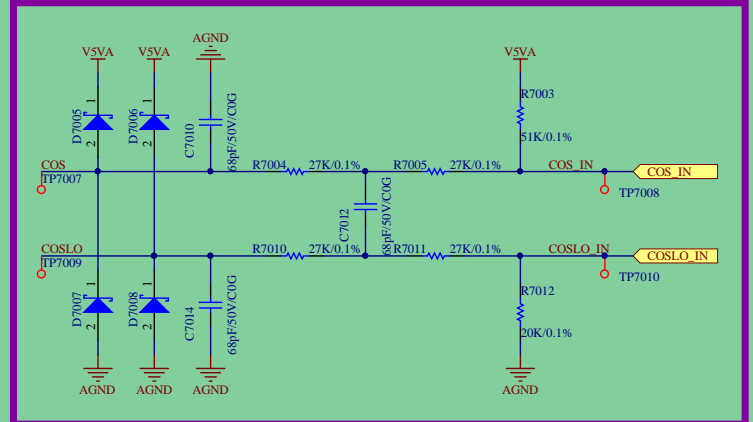 AGND
V5VA
V5VA
V5VA
D7005
1
2
D7006
1
2
C7010
68pF/50V/C0G
R7003
51K/0.1%
COS
TP7007
R7004
27K/0.1%
R7005
27K/0.1%
COS_IN
COS_IN
TP7008
C7012
68pF/50V/C0G
COSLO
TP7009
R7010
27K/0.1%
R7011
27K/0.1%
COSLO_IN
COSLO_IN
TP7010
D7007
1
2
D7008
1
2
C7014
68pF/50V/C0G
R7012
20K/0.1%
AGND
AGND
AGND
AGND